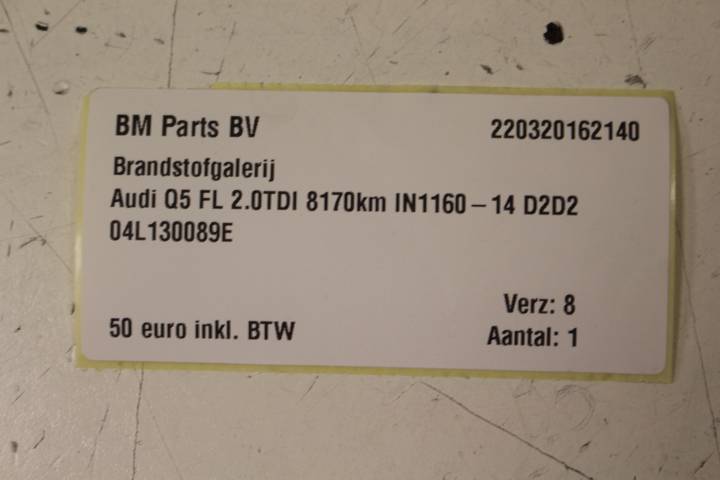 BM Parts BV 220320162140
Brandstofgalerij
Audi Q5 FL 2.0TDI 8170km IN1160-14 D2D2
04L130089E
Verz: 8
50 euro inkl. BTW Aantal: 1